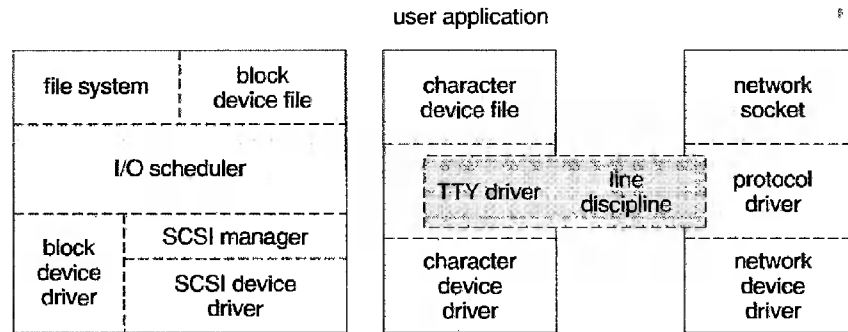 user application
file system
block
device file
I/O scheduler
block
device
driver
SCSI manager
SCSI device
driver
character
device file
TTY driver
line
discipline
character
device
driver
network
socket
protocol
driver
network
device
driver